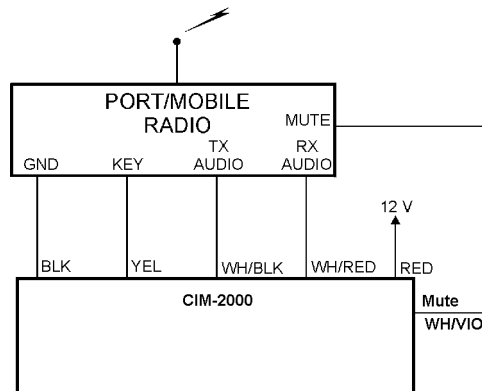 PORT/MOBILE
RADIO
MUTE
GND
KEY
TX
AUDIO
RX
AUDIO
12 V
BLK
YEL
WH/BLK
WH/RED
RED
CIM-2000
Mute
WH/VIO